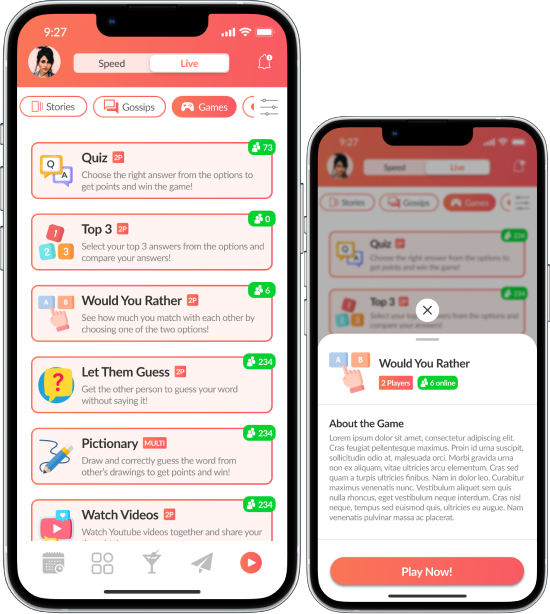 9:27
Speed
Live
Stories
Gossips
Games
73
Quiz 2P
Q
A
Choose the right answer from the options to
get points and win the game!
0
Top 3 2P
1
2 3
Select your top 3 answers from the options and
compare your answers!
6
Would You Rather 2P
A B
See how much you match with each other by
choosing one of the two options!
234
Let Them Guess 2P
?
Get the other person to guess your word
without saying it!
234
Pictionary MULTI
Draw and correctly guess the word from
other's drawings to get points and win!
234
Watch Videos 2P
Watch Youtube videos together and share your
9:27
Speed
Live
Stories
Gossips
Games
234
Quiz 2P
Q
A
Choose the right answer from the options to
get points and win the game!
234
Top 3 2P
1
2 3
Select your top 3 answers from the options and
compare your answers!
A B
Would You Rather
2 Players
6 online
About the Game
Lorem ipsum dolor sit amet, consectetur adipiscing elit.
Cras feugiat pellentesque maximus. Proin id urna suscipit,
sollicitudin odio at, malesuada orci. Morbi gravida urna
non ex aliquam, vitae ultricies arcu elementum. Cras sed
quam a turpis ultricies finibus. Nam in dolor leo. Curabitur
maximus venenatis nunc. Vestibulum aliquet sem quis
nulla rhoncus, eget vestibulum neque interdum. Cras nisl
neque, tempus sed euismod quis, ultricies eu augue. Nam
venenatis pulvinar massa ac placerat.
Play Now!